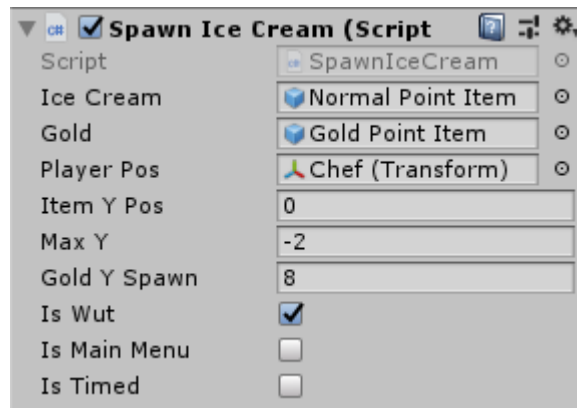 Spawn Ice Cream (Script
Script SpawnIceCream
Ice Cream Normal Point Item
Gold Gold Point Item
Player Pos Chef (Transform)
Item Y Pos 0
Max Y -2
Gold Y Spawn 8
Is Wut
Is Main Menu
Is Timed